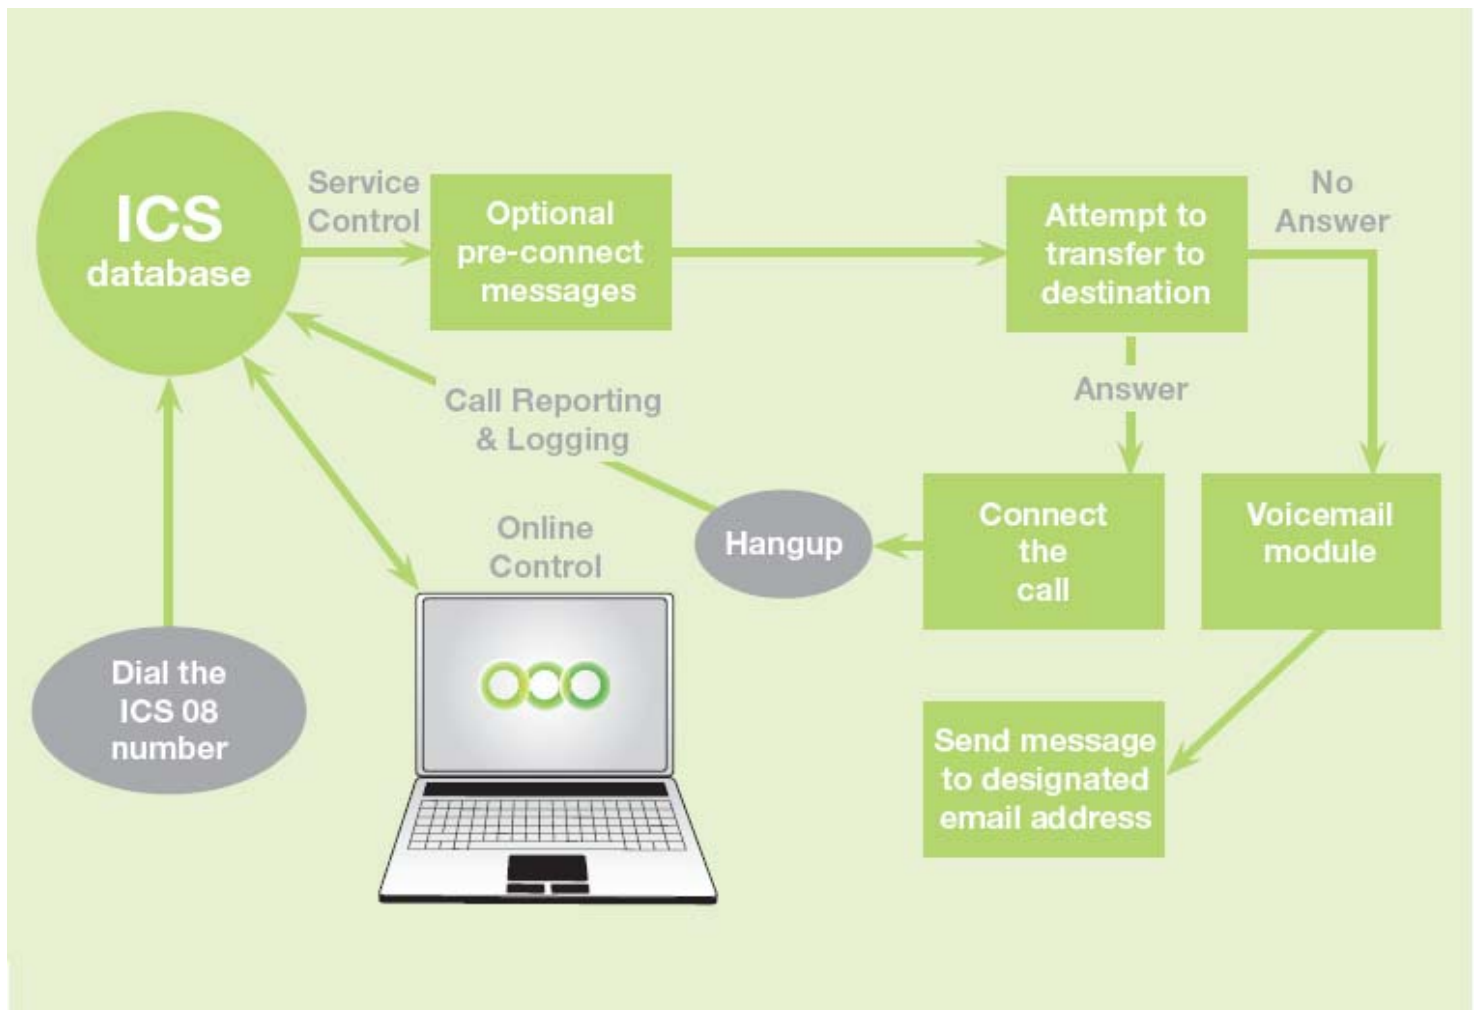 ICS
database
Service
Control
Optional
pre-connect
messages
Attempt to
transfer to
destination
No
Answer
Answer
Call Reporting
& Logging
Online
Control
Hangup
Connect
the
call
Voicemail
module
Dial the
ICS 08
number
Send message
to designated
email address